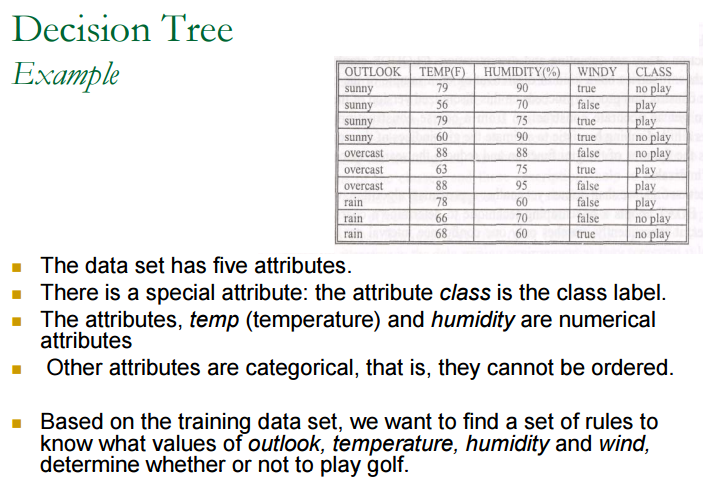 Decision Tree
Example
OUTLOOK TEMP(F) HUMIDITY(%) WINDY CLASS
sunny 79 90 true no play
sunny 56 70 false play
sunny 79 75 true play
sunny 60 90 true no play
overcast 88 88 false no play
overcast 63 75 true play
overcast 88 95 false play
rain 78 60 false play
rain 66 70 false no play
rain 68 60 true no play
The data set has five attributes.
There is a special attribute: the attribute class is the class label.
The attributes, temp (temperature) and humidity are numerical
attributes
Other attributes are categorical, that is, they cannot be ordered.
Based on the training data set, we want to find a set of rules to
know what values of outlook, temperature, humidity and wind,
determine whether or not to play golf.